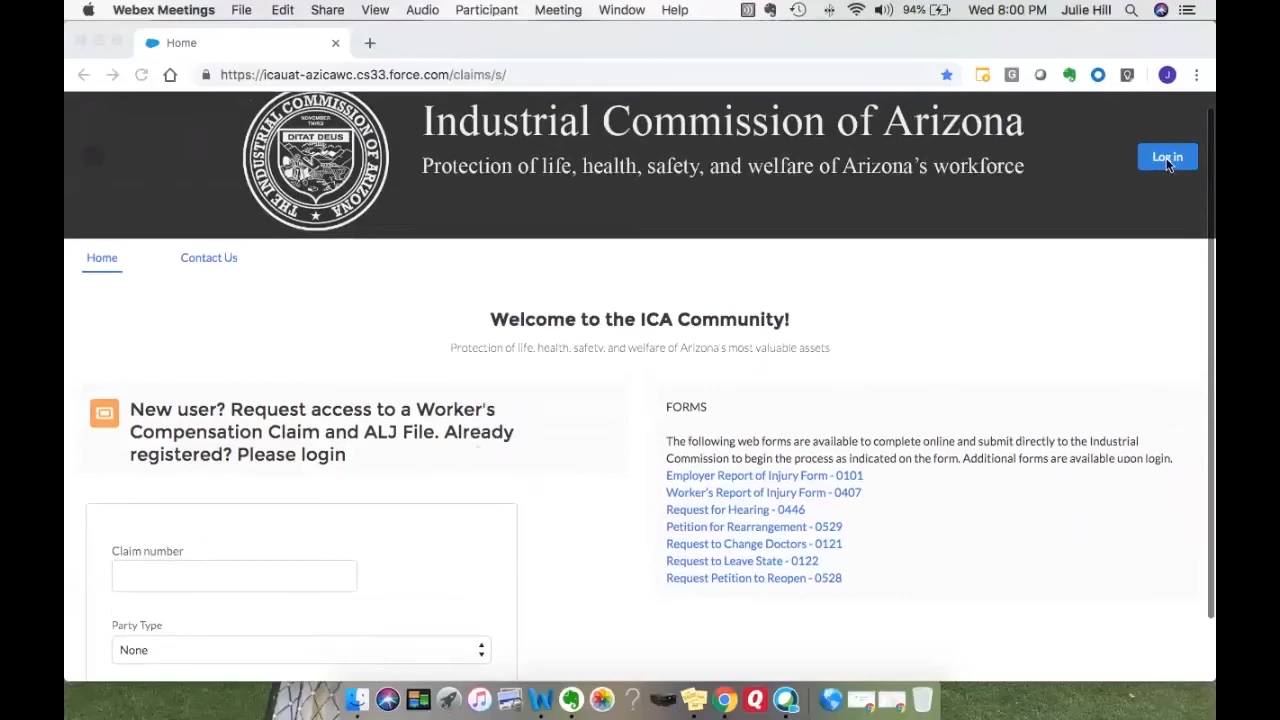 Webex Meetings File Edit Share View Audio Participant Meeting Window Help 94% Wed 8:00 PM Julie Hill
Home
https://icauat-azicawc.cs33.force.com/claims/s/
G
J
THE INDUSTRIAL COMMISSION OF ARIZONA
NOVEMBER
DITAT DEUS
Industrial Commission of Arizona
Protection of life, health, safety, and welfare of Arizona's workforce
Log in
Home Contact Us
Welcome to the ICA Community!
Protection of life, health, safety, and welfare of Arizona's most valuable assets
New user? Request access to a Worker's
Compensation Claim and ALJ File. Already
registered? Please login
Claim number
Party Type
None
FORMS
The following web forms are available to complete online and submit directly to the Industrial
Commission to begin the process as indicated on the form. Additional forms are available upon login.
Employer Report of Injury Form - 0101
Worker's Report of Injury Form - 0407
Request for Hearing - 0446
Petition for Rearrangement - 0529
Request to Change Doctors - 0121
Request to Leave State - 0122
Request Petition to Reopen - 0528